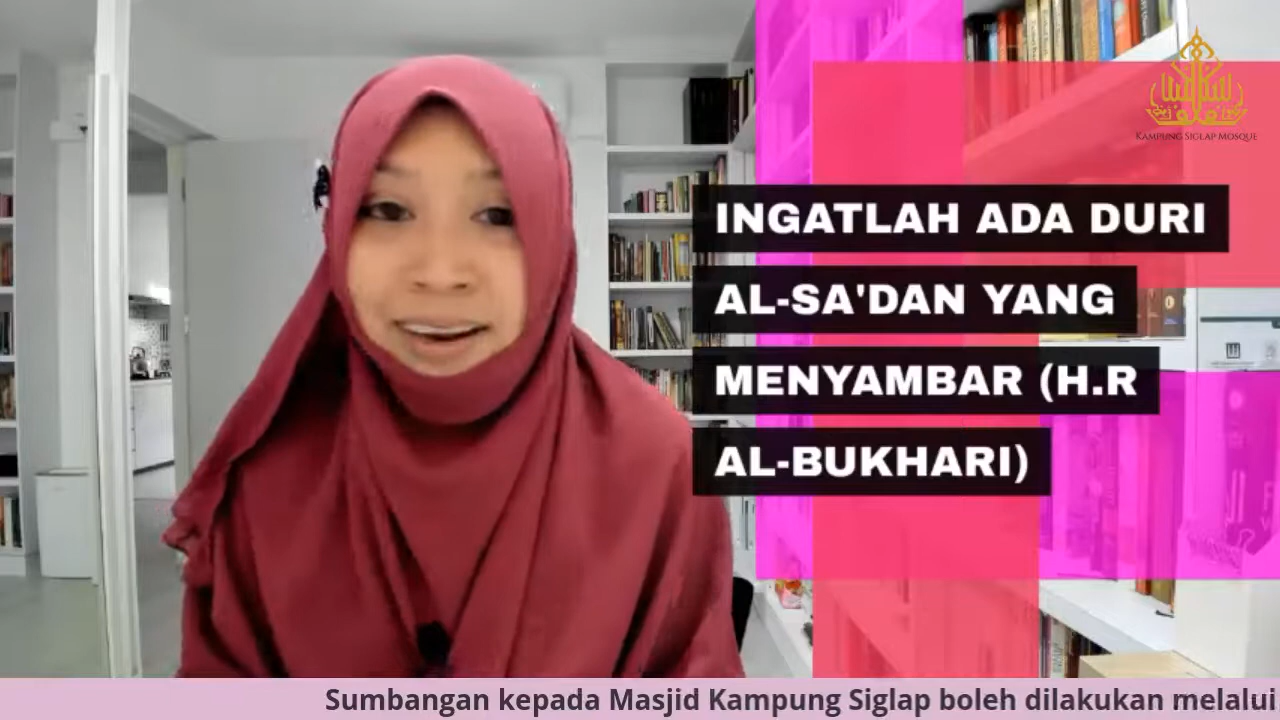 KAMPUNG SIGLAP MOSQUE
INGATLAH ADA DURI
AL-SA'DAN YANG
MENYAMBAR (H.R
AL-BUKHARI)
Sumbangan kepada Masjid Kampung Siglap boleh dilakukan melalui